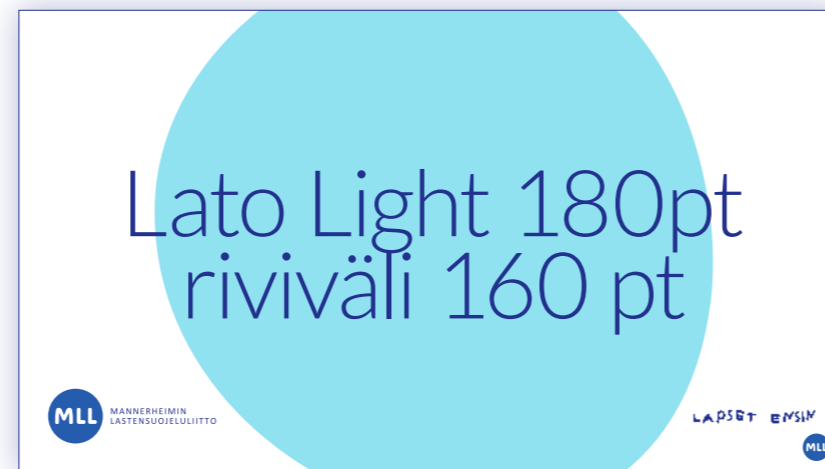 Lato Light 180pt
riviväli 160 pt
MLL
MANNERHEIMIN
LASTENSUOJELULIITTO
LAPSET ENSIN
MLL